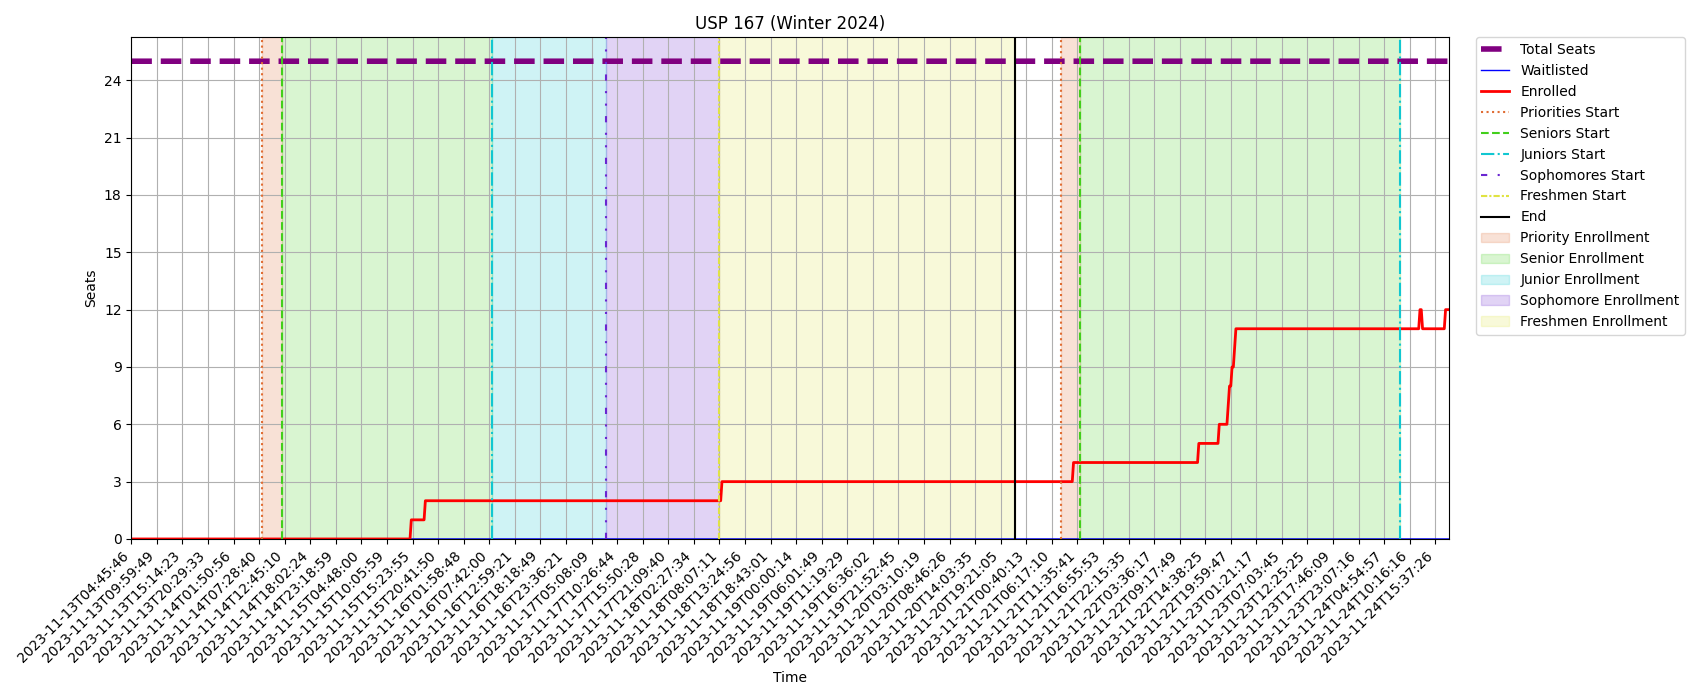 USP 167 (Winter 2024)
Seats
24
21
18
15
12
9
6
3
0
2023-11-13T04:45:46
2023-11-13T09:59:49
2023-11-13T15:14:23
2023-11-13T20:29:33
2023-11-14T01:50:56
2023-11-14T07:28:40
2023-11-14T12:45:10
2023-11-14T18:02:24
2023-11-14T23:18:59
2023-11-15T04:48:00
2023-11-15T10:05:59
2023-11-15T15:23:55
2023-11-15T20:41:50
2023-11-16T01:58:48
2023-11-16T07:42:00
2023-11-16T12:59:21
2023-11-16T18:18:49
2023-11-16T23:36:21
2023-11-17T05:08:09
2023-11-17T10:26:44
2023-11-17T15:50:28
2023-11-17T21:09:40
2023-11-18T02:27:34
2023-11-18T08:07:11
2023-11-18T13:24:56
2023-11-18T18:43:01
2023-11-19T00:00:14
2023-11-19T06:01:49
2023-11-19T11:19:29
2023-11-19T16:36:02
2023-11-19T21:52:45
2023-11-20T03:10:19
2023-11-20T08:46:26
2023-11-20T14:03:35
2023-11-20T19:21:05
2023-11-21T00:40:13
2023-11-21T06:17:10
2023-11-21T11:35:41
2023-11-21T16:55:53
2023-11-21T22:15:35
2023-11-22T03:36:17
2023-11-22T09:17:49
2023-11-22T14:38:25
2023-11-22T19:59:47
2023-11-23T01:21:17
2023-11-23T07:03:45
2023-11-23T12:25:25
2023-11-23T17:46:09
2023-11-23T23:07:16
2023-11-24T04:54:57
2023-11-24T10:16:16
2023-11-24T15:37:26
Time
Total Seats
Waitlisted
Enrolled
Priorities Start
Seniors Start
Juniors Start
Sophomores Start
Freshmen Start
End
Priority Enrollment
Senior Enrollment
Junior Enrollment
Sophomore Enrollment
Freshmen Enrollment